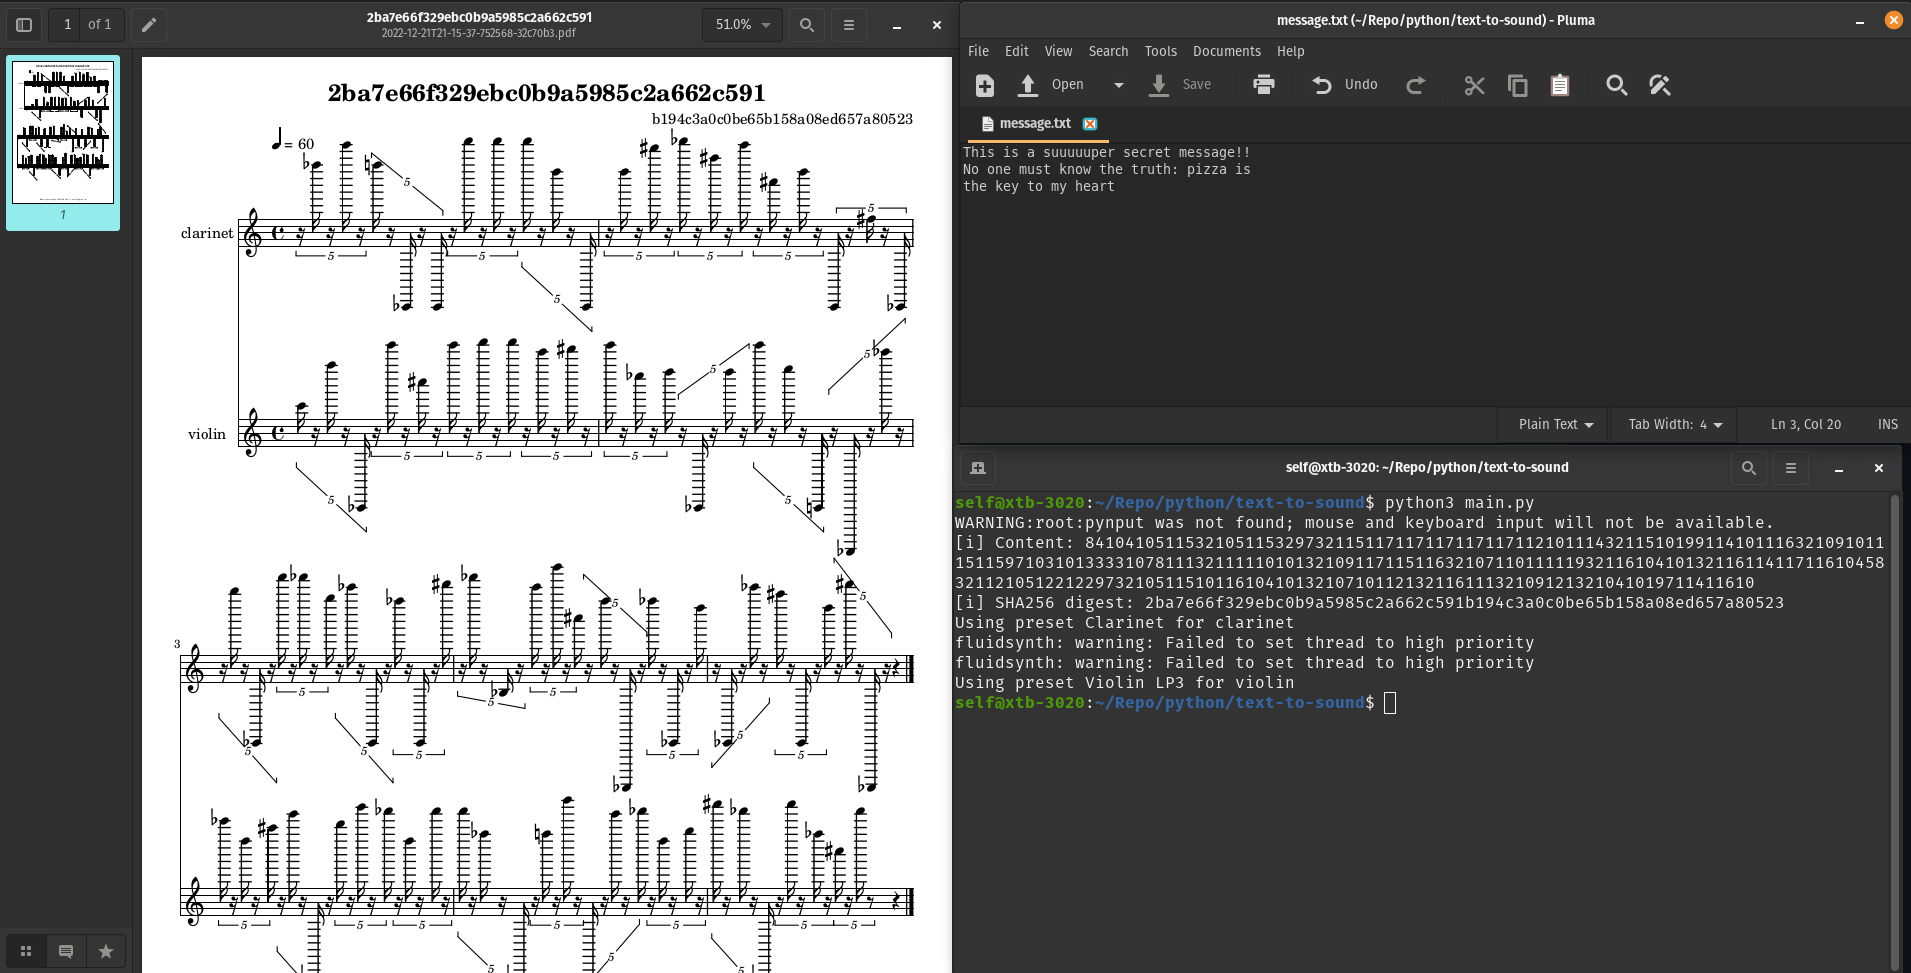 1 of 1
2ba7e66f329ebc0b9a5985c2a662c591
2022-12-21T21-15-37-752568-32c70b3.pdf
51.0%
1
2ba7e66f329ebc0b9a5985c2a662c591
b194c3a0c0be65b158a08ed657a80523
= 60
clarinet
violin
3
message.txt (~/Repo/python/text-to-sound) - Pluma
File Edit View Search Tools Documents Help
Open Save Undo
message.txt
This is a suuuuuper secret message!!
No one must know the truth: pizza is
the key to my heart
Plain Text Tab Width: 4 Ln 3, Col 20 INS
self@xtb-3020: ~/Repo/python/text-to-sound
self@xtb-3020:~/Repo/python/text-to-sound$ python3 main.py
WARNING:root:pynput was not found; mouse and keyboard input will not be available.
[i] Content: 
[i] SHA256 digest: 2ba7e66f329ebc0b9a5985c2a662c591b194c3a0c0be65b158a08ed657a80523
Using preset Clarinet for clarinet
fluidsynth: warning: Failed to set thread to high priority
fluidsynth: warning: Failed to set thread to high priority
Using preset Violin LP3 for violin
self@xtb-3020:~/Repo/python/text-to-sound$